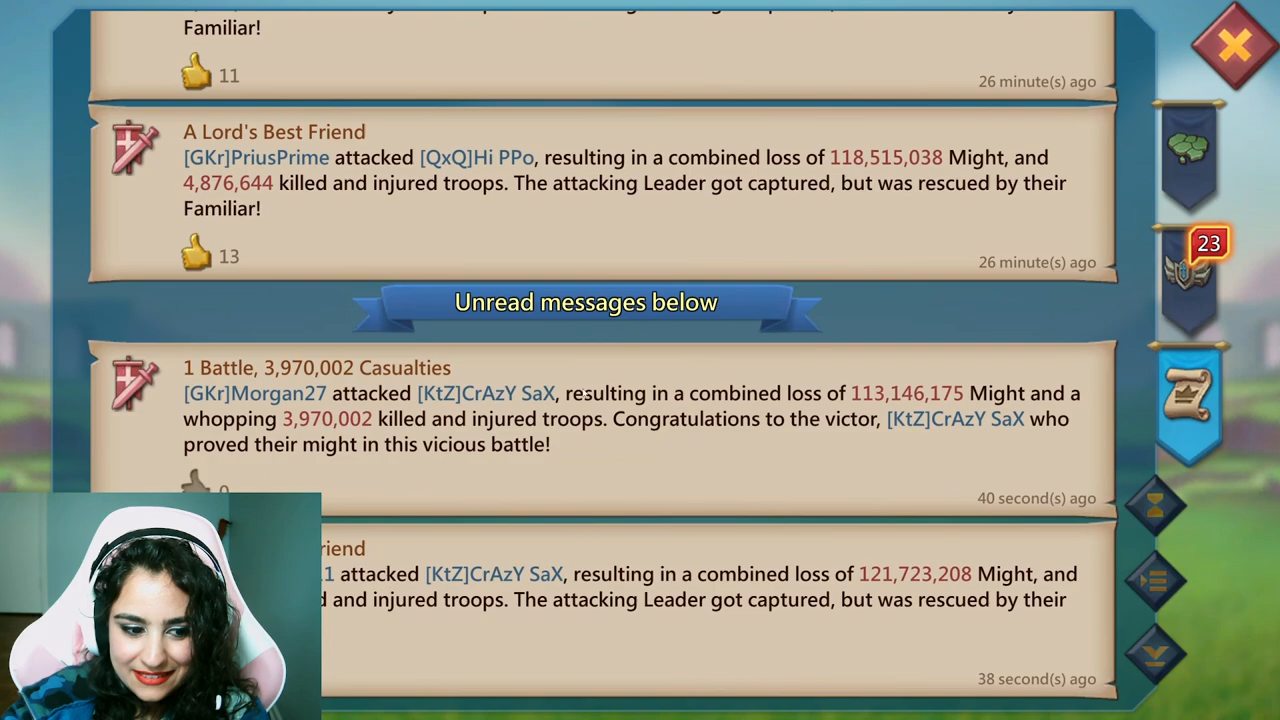 Familiar!
11
26 minute(s) ago
A Lord's Best Friend
[GKr]PriusPrime attacked [QxQ]Hi PPo, resulting in a combined loss of 118,515,038 Might, and
4,876,644 killed and injured troops. The attacking Leader got captured, but was rescued by their
Familiar!
13
26 minute(s) ago
23
Unread messages below
1 Battle, 3,970,002 Casualties
[GKr]Morgan27 attacked [KtZ]CrAzY SaX, resulting in a combined loss of 113,146,175 Might and a
whopping 3,970,002 killed and injured troops. Congratulations to the victor, [KtZ]CrAzY SaX who
proved their might in this vicious battle!
40 second(s) ago
attacked [KtZ]CrAzY SaX, resulting in a combined loss of 121,723,208 Might, and
and injured troops. The attacking Leader got captured, but was rescued by their
38 second(s) ago